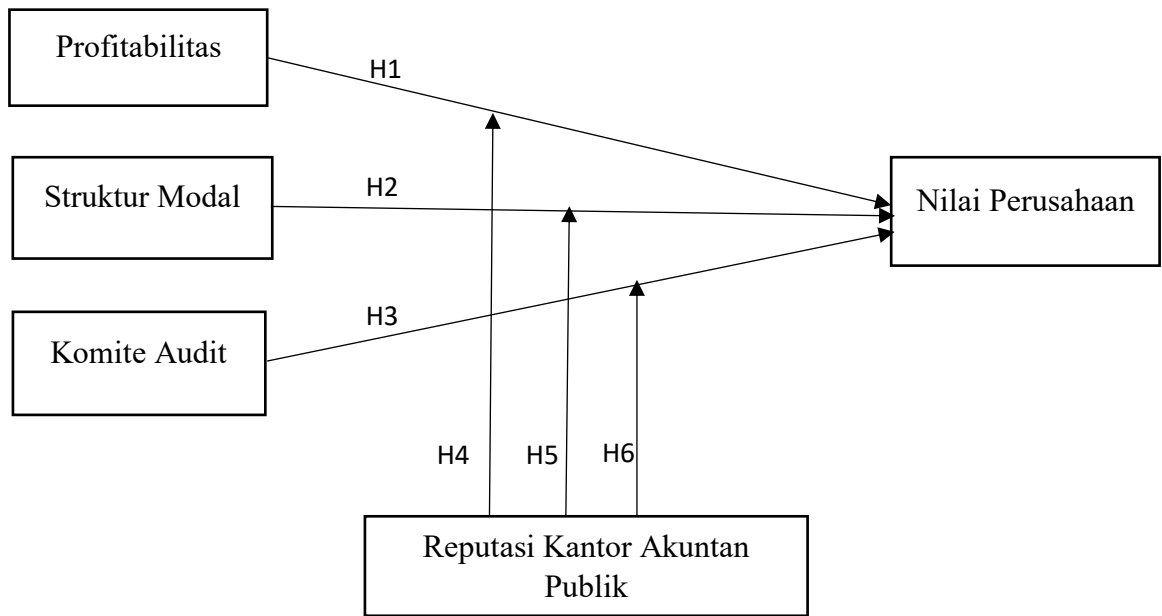 Profitabilitas
H1
Struktur Modal
H2
Nilai Perusahaan
H3
Komite Audit
H4
H5
H6
Reputasi Kantor Akuntan
Publik